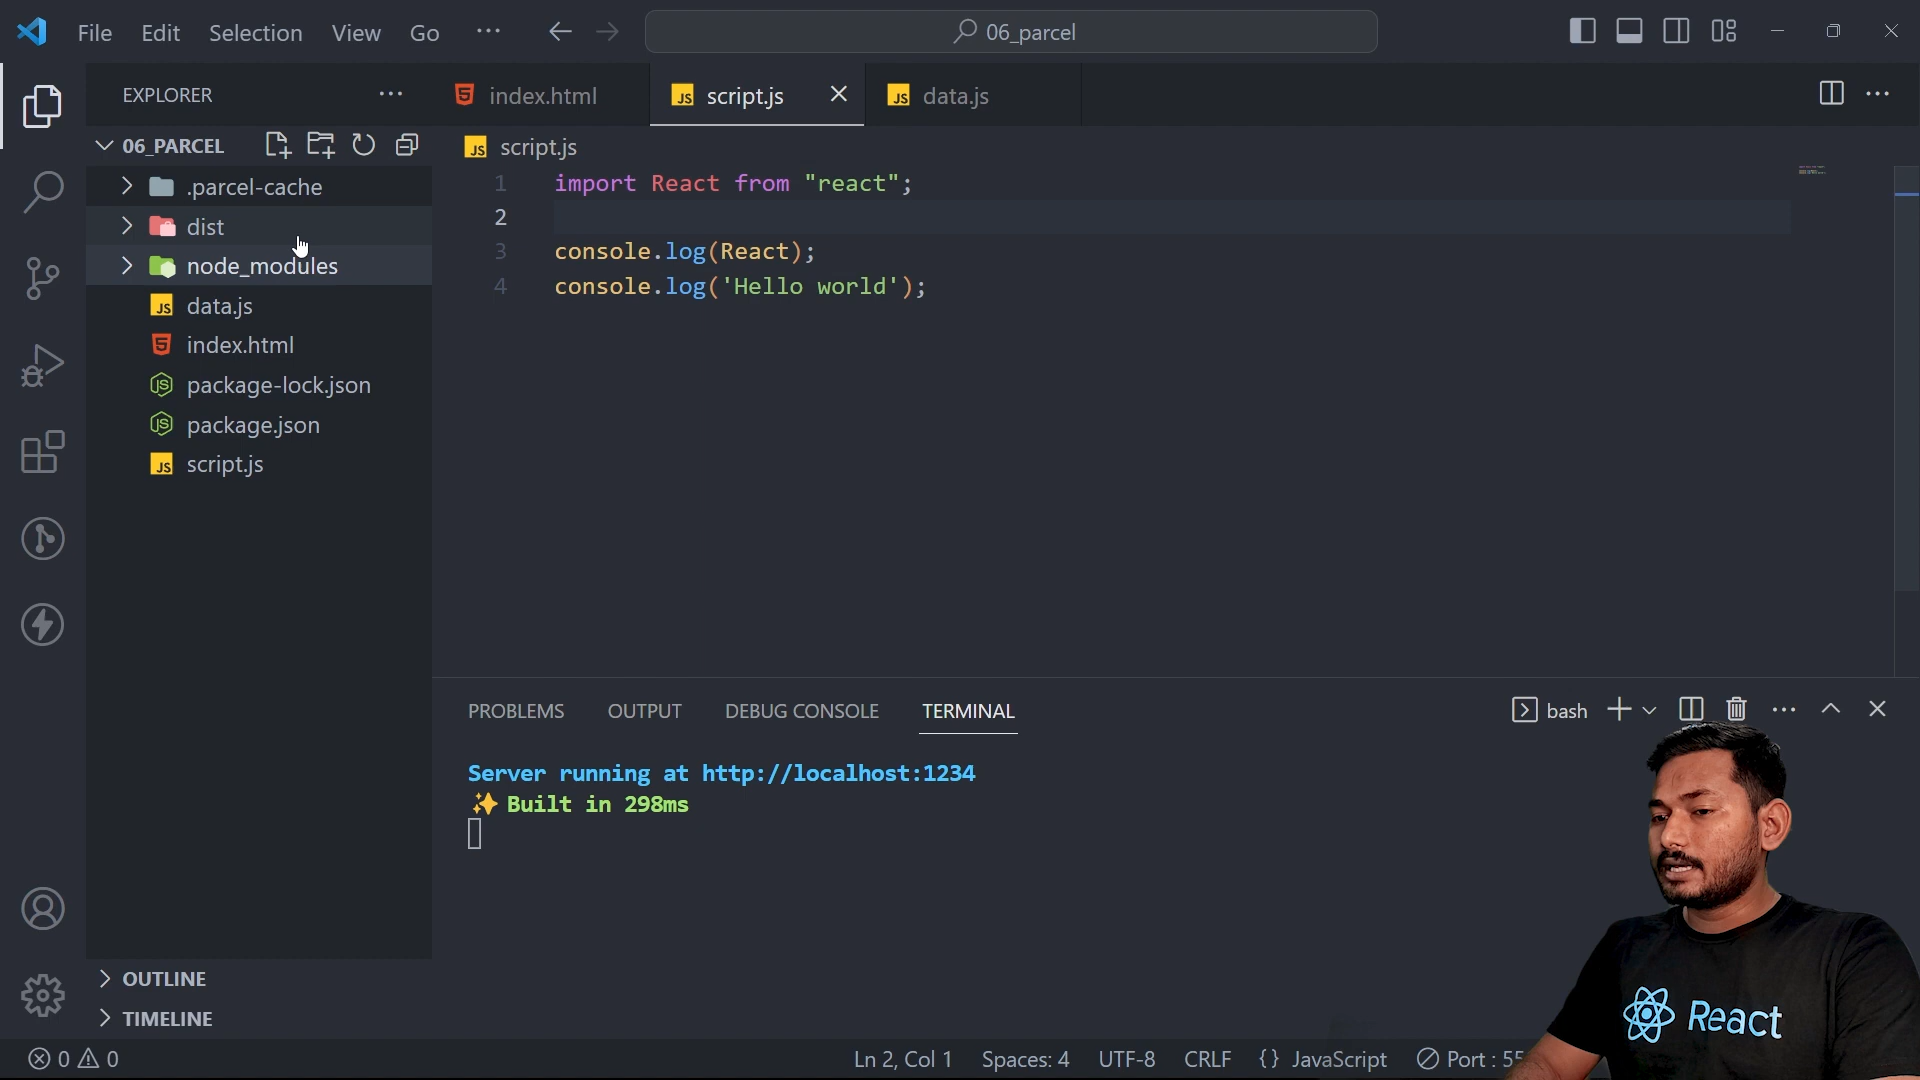 File Edit Selection View Go ··· 06_parcel
EXPLORER ···
index.html
script.js
data.js
06_PARCEL
script.js
.parcel-cache
dist
node_modules
data.js
index.html
package-lock.json
package.json
script.js
1 import React from "react";
2
3 console.log(React);
4 console.log('Hello world');
PROBLEMS OUTPUT DEBUG CONSOLE TERMINAL
bash
Server running at http://localhost:1234
✨ Built in 298ms
OUTLINE
TIMELINE
React
0 0 Ln 2, Col 1 Spaces: 4 UTF-8 CRLF {} JavaScript Port : 55